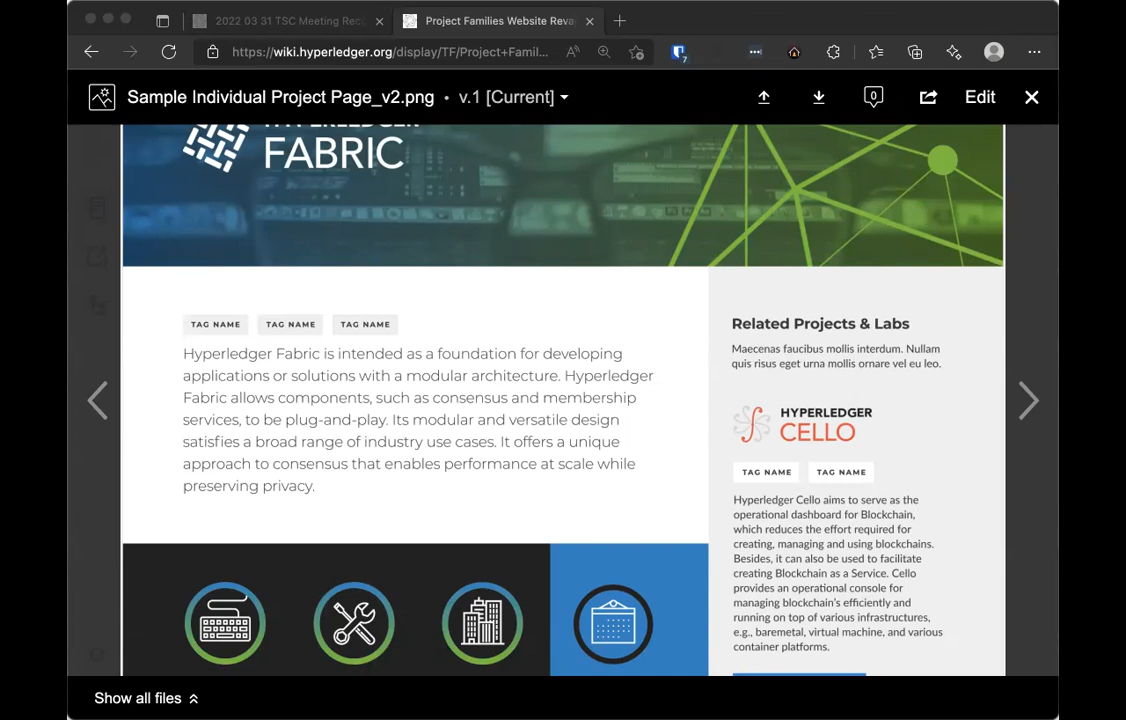 2022 03 31 TSC Meeting Rec
Project Families Website Reva
https://wiki.hyperledger.org/display/TF/Project+Famil...
7
Sample Individual Project Page_v2.png • v.1 [Current]
0
Edit
FABRIC
TAG NAME TAG NAME TAG NAME
Hyperledger Fabric is intended as a foundation for developing
applications or solutions with a modular architecture. Hyperledger
Fabric allows components, such as consensus and membership
services, to be plug-and-play. Its modular and versatile design
satisfies a broad range of industry use cases. It offers a unique
approach to consensus that enables performance at scale while
preserving privacy.
Related Projects & Labs
Maecenas faucibus mollis interdum. Nullam
quis risus eget urna mollis ornare vel eu leo.
HYPERLEDGER
CELLO
TAG NAME TAG NAME
Hyperledger Cello aims to serve as the
operational dashboard for Blockchain,
which reduces the effort required for
creating, managing and using blockchains.
Besides, it can also be used to facilitate
creating Blockchain as a Service. Cello
provides an operational console for
managing blockchain's efficiently and
running on top of various infrastructures,
e.g., baremetal, virtual machine, and various
container platforms.
Show all files